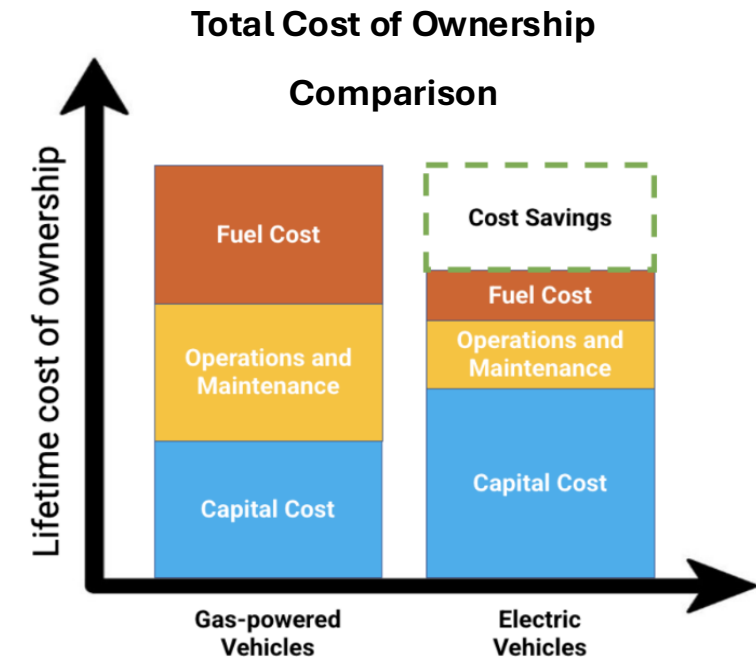 Total Cost of Ownership
Comparison
Lifetime cost of ownership
Fuel Cost
Operations and
Maintenance
Capital Cost
Cost Savings
Fuel Cost
Operations and
Maintenance
Capital Cost
Gas-powered
Vehicles
Electric
Vehicles